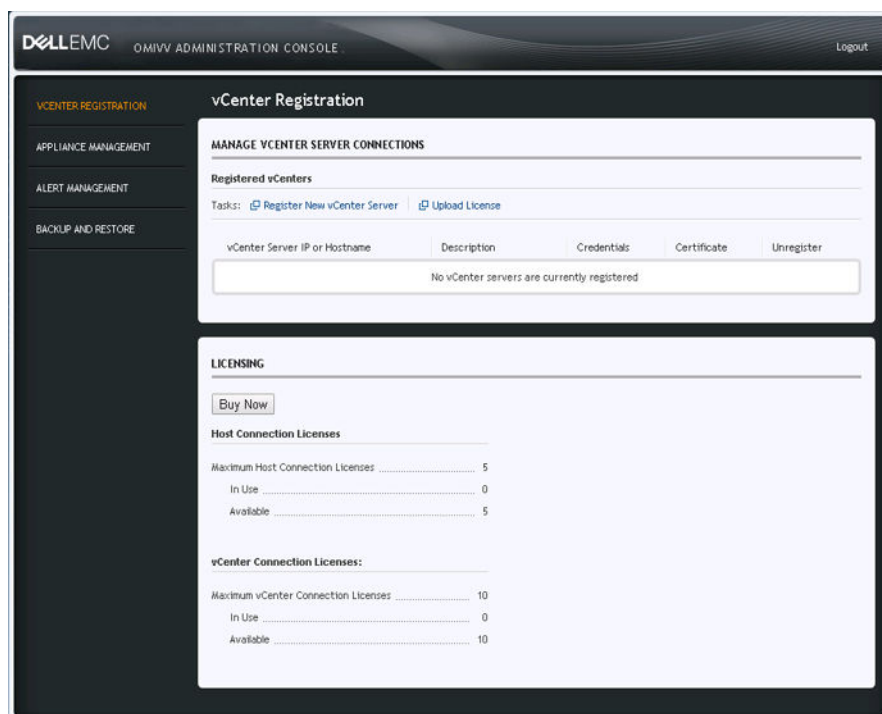 DELLEMC OMIVV ADMINISTRATION CONSOLE Logout
VCENTER REGISTRATION
APPLIANCE MANAGEMENT
ALERT MANAGEMENT
BACKUP AND RESTORE
vCenter Registration
MANAGE VCENTER SERVER CONNECTIONS
Registered vCenters
Tasks: Register New vCenter Server Upload License
vCenter Server IP or Hostname Description Credentials Certificate Unregister
No vCenter servers are currently registered
LICENSING
Buy Now
Host Connection Licenses
Maximum Host Connection Licenses 5
In Use 0
Available 5
vCenter Connection Licenses:
Maximum vCenter Connection Licenses 10
In Use 0
Available 10